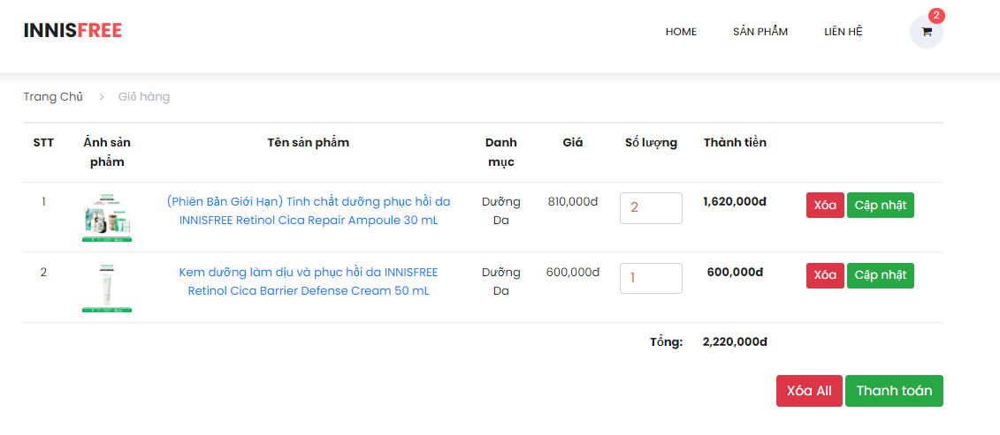 INNISFREE
HOME SẢN PHẨM LIÊN HỆ 2
Trang Chủ > Giỏ hàng
STT Ảnh sản phẩm Tên sản phẩm Danh mục Giá Số lượng Thành tiền
1 (Phiên Bản Giới Hạn) Tinh chất dưỡng phục hồi da Dưỡng 810,000đ 2 1,620,000đ Xóa Cập nhật
INNISFREE Retinol Cica Repair Ampoule 30 mL Da
2 Kem dưỡng làm dịu và phục hồi da INNISFREE Dưỡng 600,000đ 1 600,000đ Xóa Cập nhật
Retinol Cica Barrier Defense Cream 50 mL Da
Tổng: 2,220,000đ
Xóa All Thanh toán